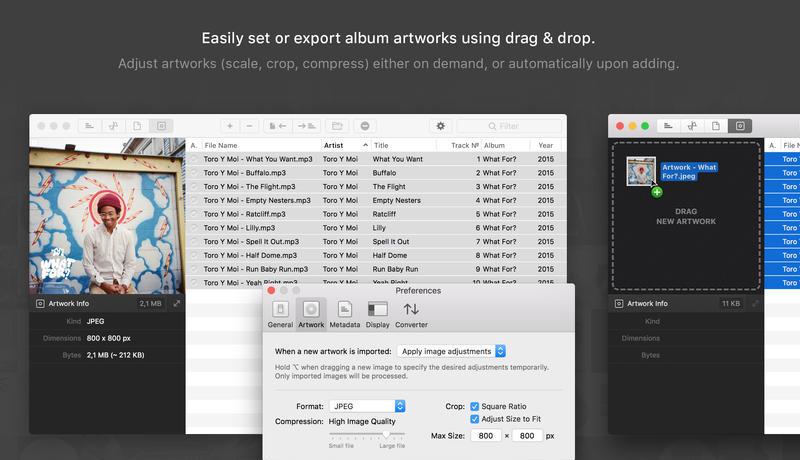 Easily set or export album artworks using drag & drop.
Adjust artworks (scale, crop, compress) either on demand, or automatically upon adding.
Filter
A. File Name Artist Title Track № Album Year
Toro Y Moi - What You Want.mp3 Toro Y Moi What You Want 1 What For? 2015
Toro Y Moi - Buffalo.mp3 Toro Y Moi Buffalo 2 What For? 2015
Toro Y Moi - The Flight.mp3 Toro Y Moi The Flight 3 What For? 2015
Toro Y Moi - Empty Nesters.mp3 Toro Y Moi Empty Nesters 4 What For? 2015
Toro Y Moi - Ratcliff.mp3 Toro Y Moi Ratcliff 5 What For? 2015
Toro Y Moi - Lilly.mp3 Toro Y Moi Lilly 6 What For? 2015
Toro Y Moi - Spell It Out.mp3 Toro Y Moi Spell It Out 7 What For? 2015
Toro Y Moi - Half Dome.mp3 Toro Y Moi Half Dome 8 What For? 2015
Toro Y Moi - Run Baby Run.mp3 Toro Y Moi Run Baby Run 9 What For? 2015
Toro Y Moi - Yeah Right.mp3 Toro Y Moi Yeah Right 10 What For? 2015
WHAT
FOR?
Artwork Info 2,1 MB
Kind JPEG
Dimensions 800 x 800 px
Bytes 2,1 MB (~ 212 KB)
Preferences
General Artwork Metadata Display Converter
When a new artwork is imported: Apply image adjustments
Hold ⌥ when dragging a new image to specify the desired adjustments temporarily.
Only imported images will be processed.
Format: JPEG
Compression: High Image Quality
Small file Large file
Crop: Square Ratio
Adjust Size to Fit
Max Size: 800 × 800 px
A. File N
Artwork - What
For?.jpeg
DRAG
NEW ARTWORK
Toro
Toro
Toro
Toro
Toro
Toro
Toro
Toro
Toro
Toro
Artwork Info 11 KB
Kind
Dimensions
Bytes